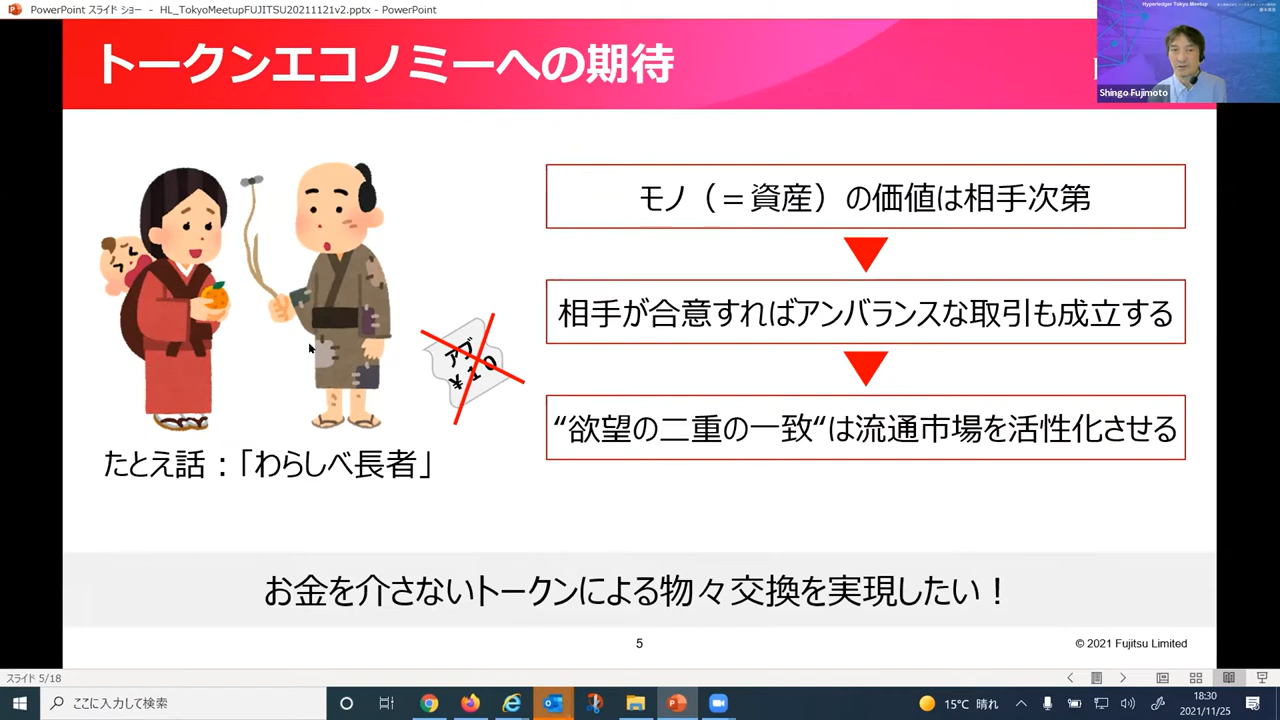 PowerPoint スライド ショー - HL_TokyoMeetupFUJITSU20211121v2.pptx - PowerPoint
トークンエコノミーへの期待
Hyperledger Tokyo Meetup
Shingo Fujimoto
モノ（＝資産）の価値は相手次第
相手が合意すればアンバランスな取引も成立する
“欲望の二重の一致“は流通市場を活性化させる
アブ
¥10
たとえ話：「わらしべ長者」
お金を介さないトークンによる物々交換を実現したい！
5
© 2021 Fujitsu Limited
スライド 5/18
ここに入力して検索
15°C 晴れ
18:30
2021/11/25